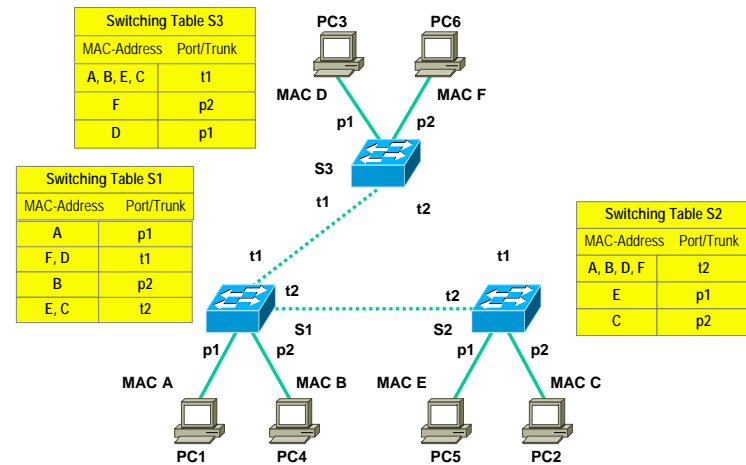 Switching Table S3
MAC-Address Port/Trunk
A, B, E, C t1
F p2
D p1
PC3 PC6
MAC D MAC F
p1 p2
S3
t1 t2
Switching Table S1
MAC-Address Port/Trunk
A p1
F, D t1
B p2
E, C t2
Switching Table S2
MAC-Address Port/Trunk
A, B, D, F t2
E p1
C p2
t1 t1
t2 t2
S1 S2
p1 p2 p1 p2
MAC A MAC B MAC E MAC C
PC1 PC4 PC5 PC2